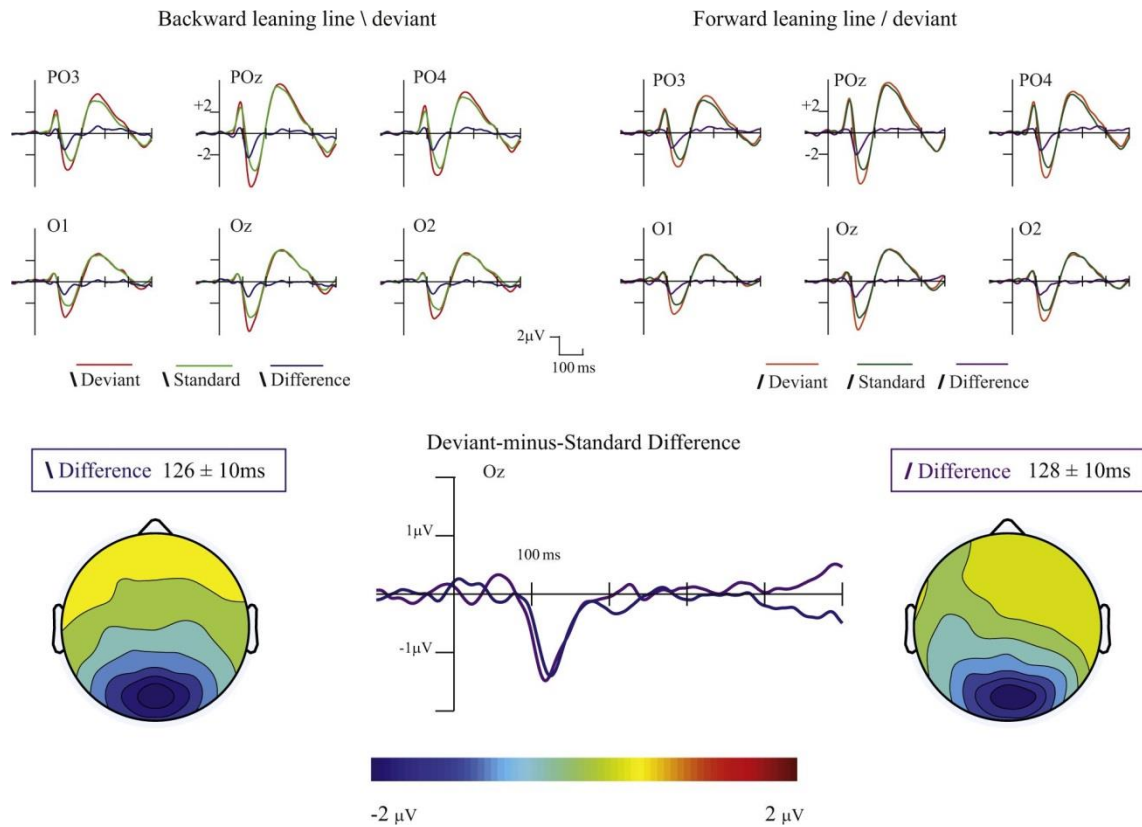 Backward leaning line \ deviant
Forward leaning line / deviant
PO3
POz
PO4
PO3
POz
PO4
+2
-2
+2
-2
O1
Oz
O2
O1
Oz
O2
2μV
100 ms
\ Deviant
\ Standard
\ Difference
/ Deviant
/ Standard
/ Difference
Deviant-minus-Standard Difference
\ Difference 126 ± 10ms
Oz
/ Difference 128 ± 10ms
1μV
100 ms
-1μV
-2 μV
2 μV